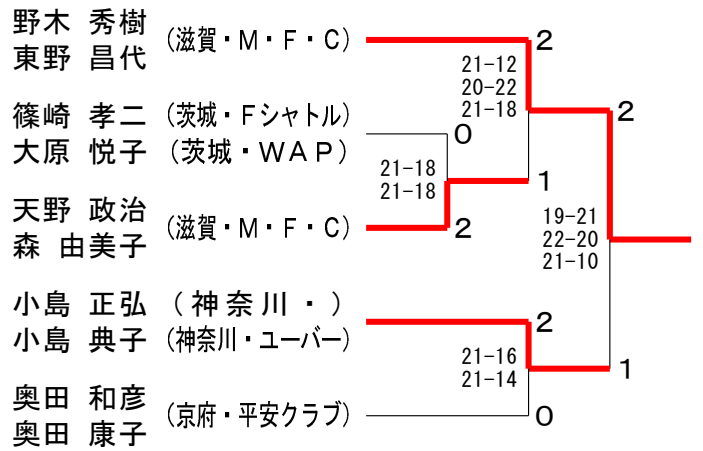 野木 秀樹 (滋賀・M・F・C)
東野 昌代
2
21-12
20-22
21-18
2
篠崎 孝二 (茨城・Fシャトル)
大原 悦子 (茨城・WAP)
0
21-18
21-18
1
天野 政治 (滋賀・M・F・C)
森 由美子
2
19-21
22-20
21-10
小島 正弘 (神奈川・)
小島 典子 (神奈川・ユーバー)
2
21-16
21-14
1
奥田 和彦 (京府・平安クラブ)
奥田 康子
0